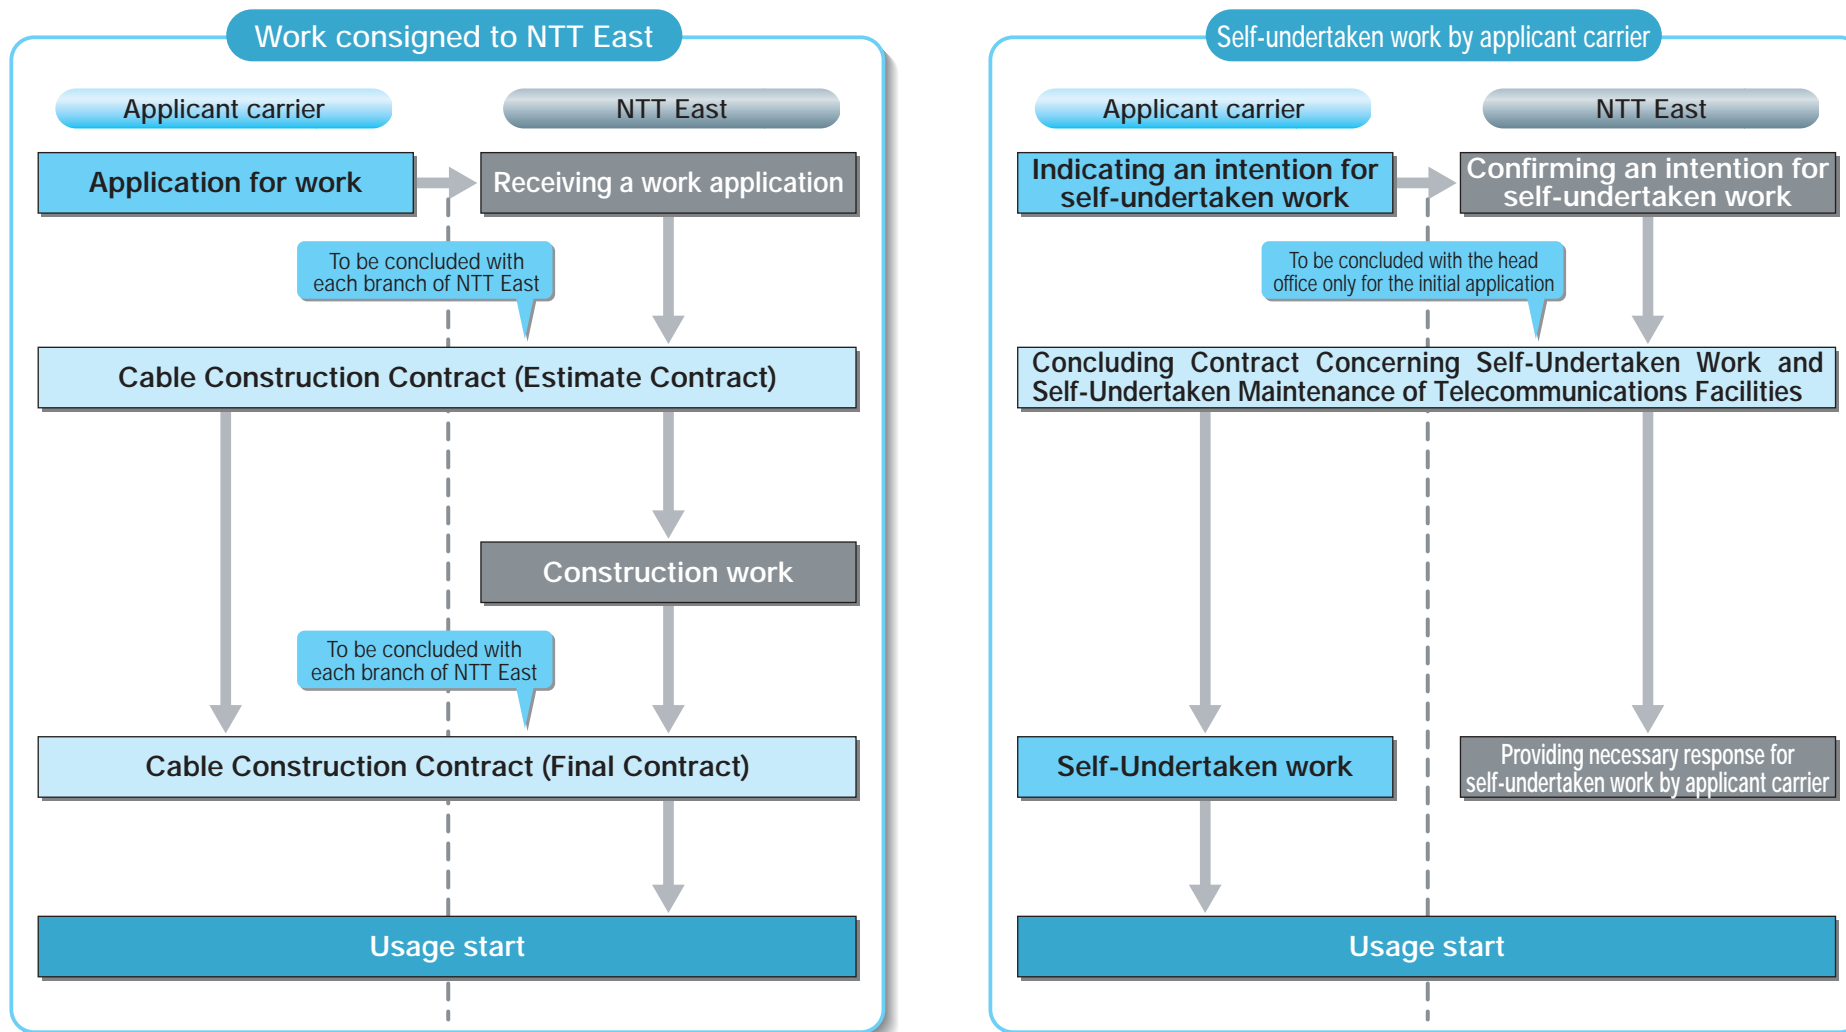 Work consigned to NTT East
Applicant carrier
NTT East
Application for work
Receiving a work application
To be concluded with
each branch of NTT East
Cable Construction Contract (Estimate Contract)
Construction work
To be concluded with
each branch of NTT East
Cable Construction Contract (Final Contract)
Usage start
Self-undertaken work by applicant carrier
Applicant carrier
NTT East
Indicating an intention for
self-undertaken work
Confirming an intention for
self-undertaken work
To be concluded with the head
office only for the initial application
Concluding Contract Concerning Self-Undertaken Work and
Self-Undertaken Maintenance of Telecommunications Facilities
Self-Undertaken work
Providing necessary response for
self-undertaken work by applicant carrier
Usage start